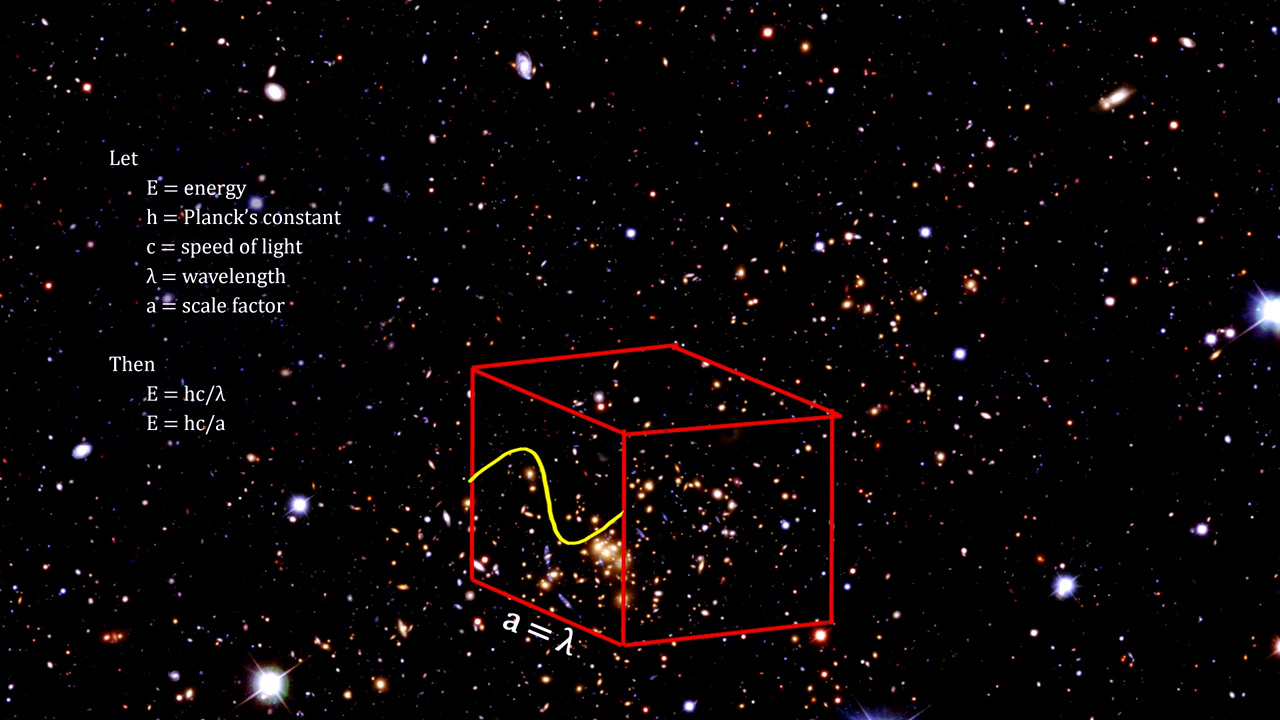 Let
E = energy
h = Planck's constant
c = speed of light
λ = wavelength
a = scale factor
Then
E = hc/λ
E = hc/a
a = λ